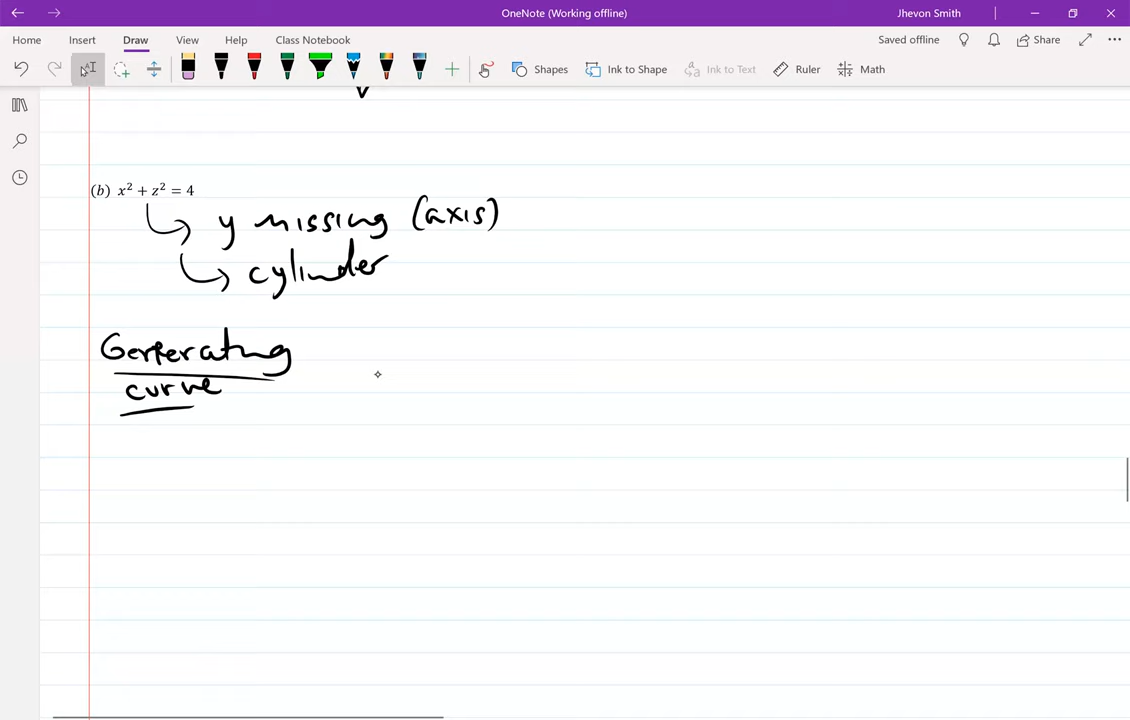 OneNote (Working offline)
Jhevon Smith
Home Insert Draw View Help Class Notebook
Saved offline
Share
Shapes
Ink to Shape
Ink to Text
Ruler
Math
(b) x² + z² = 4
y missing (axis)
cylinder
Generating
curve